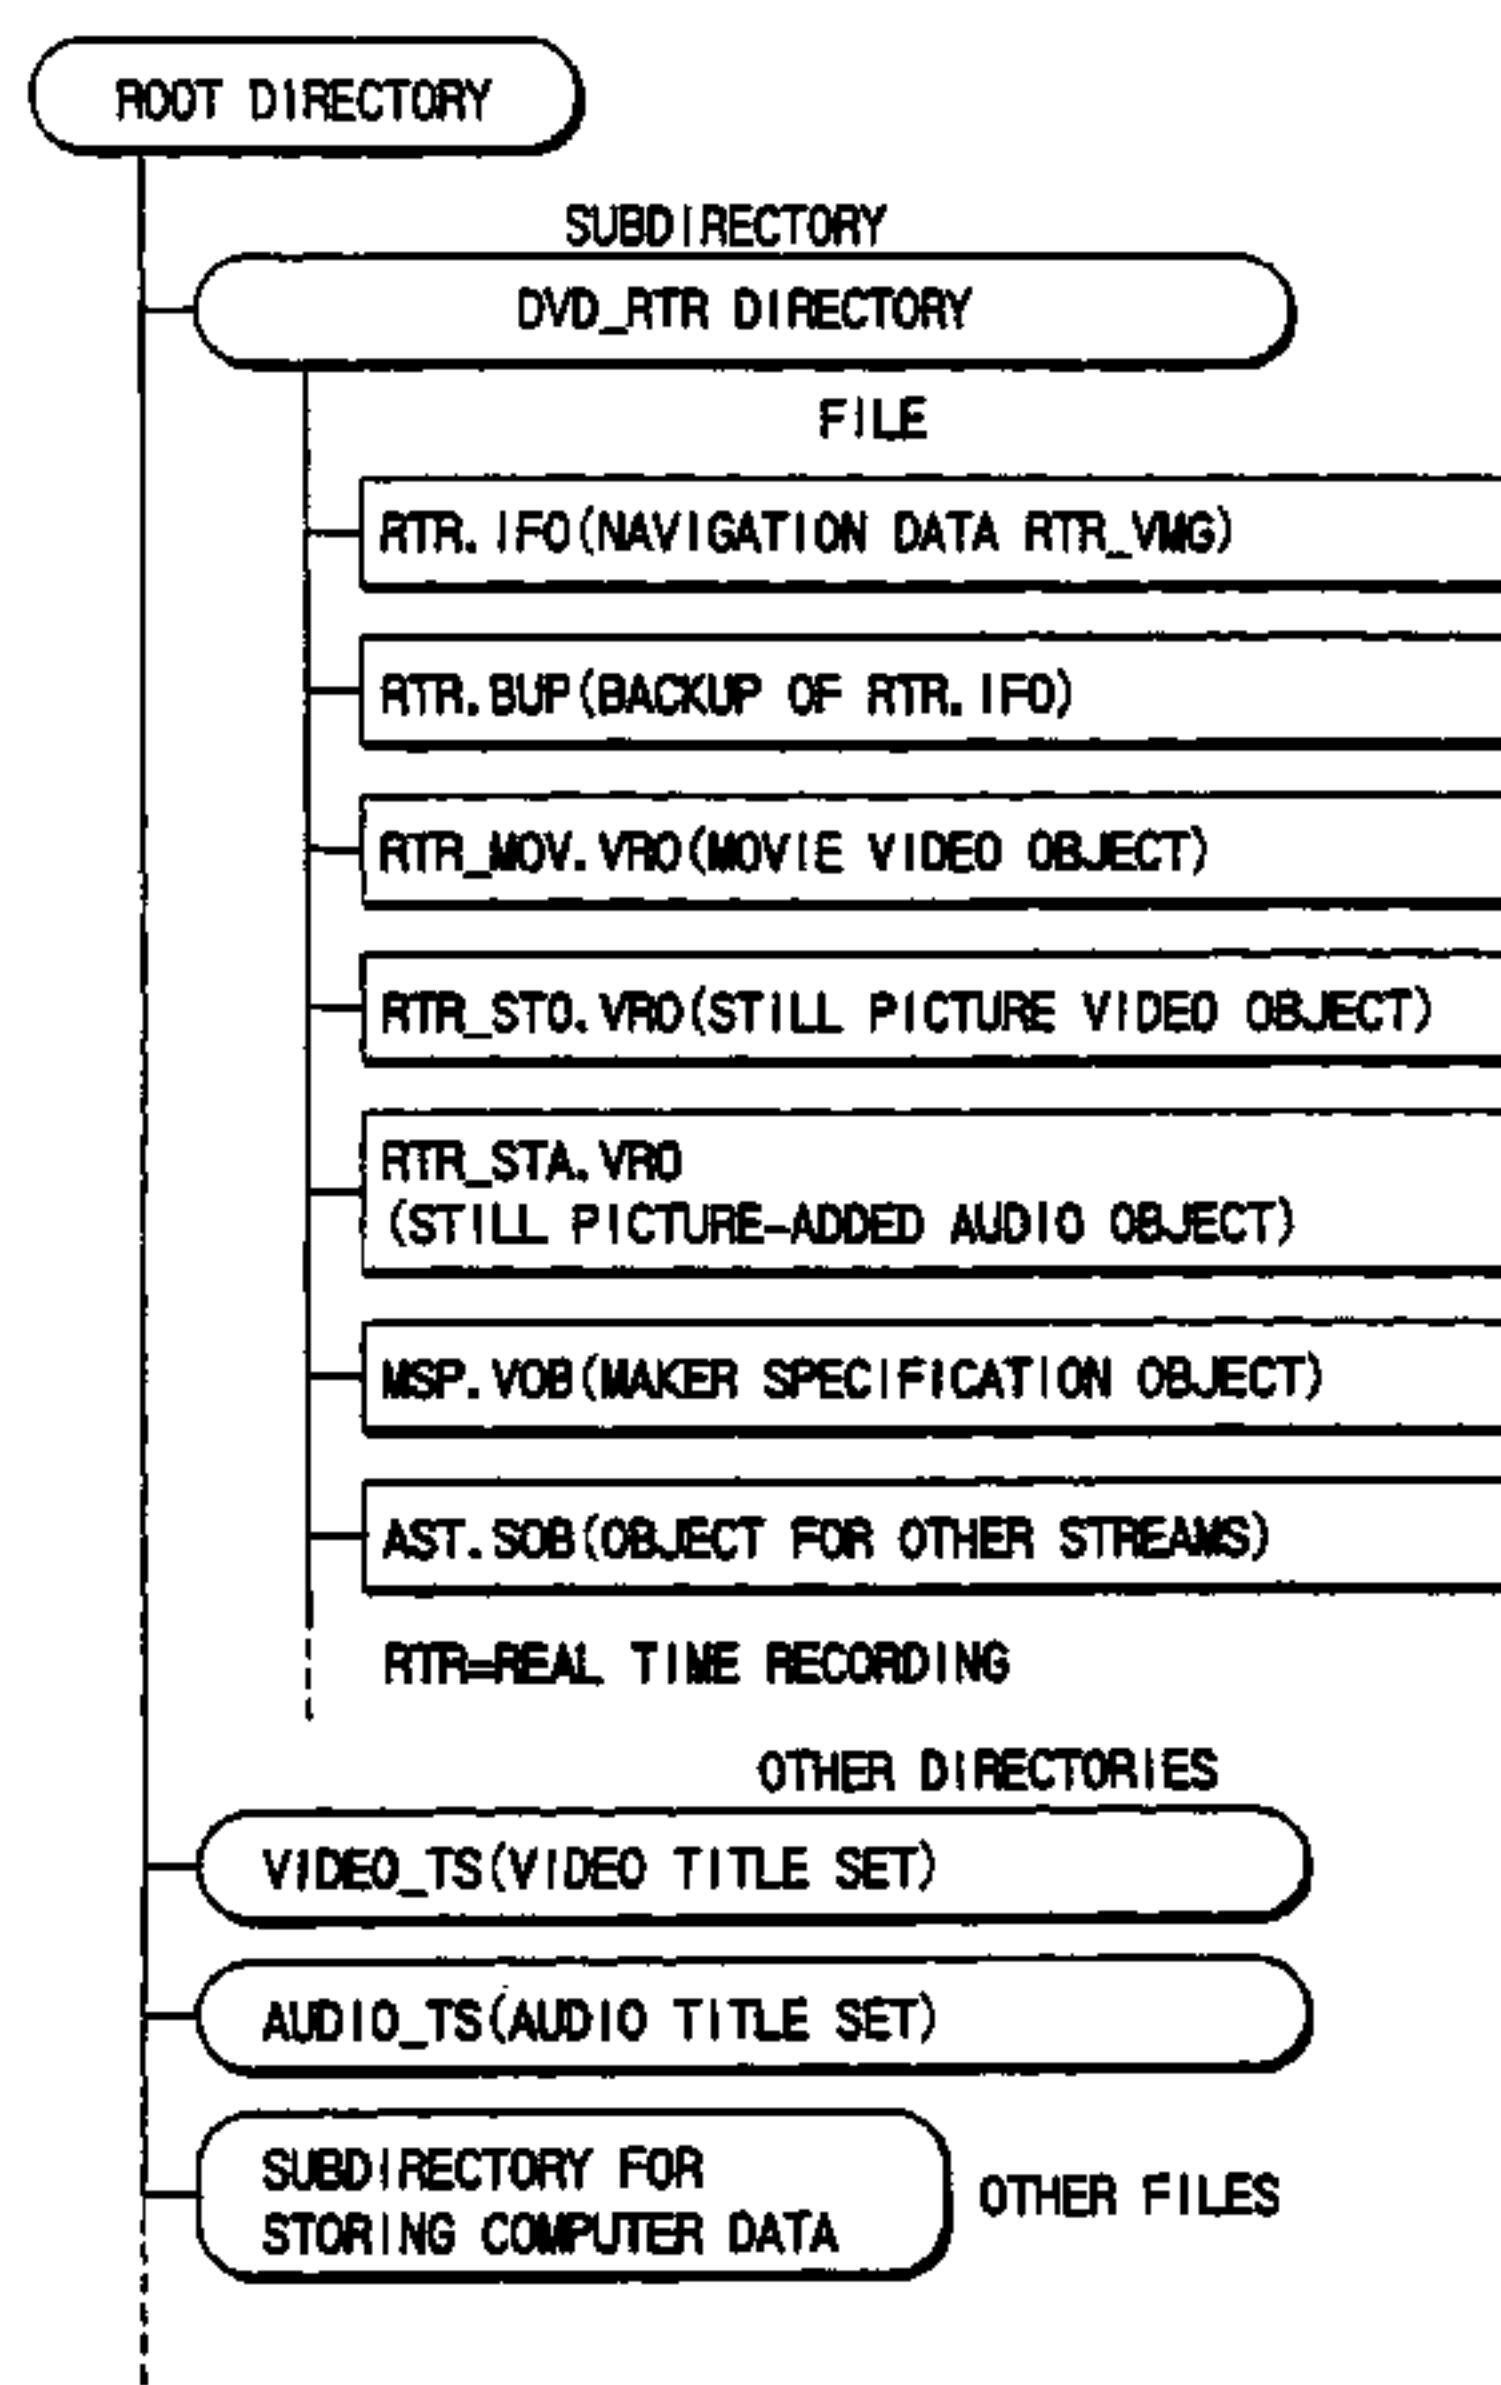 ROOT DIRECTORY
SUBDIRECTORY
DVD_RTR DIRECTORY
FILE
RTR.IFO(NAVIGATION DATA RTR_VMG)
RTR.BUP(BACKUP OF RTR.IFO)
RTR_MOV.VRO(MOVIE VIDEO OBJECT)
RTR_STO.VRO(STILL PICTURE VIDEO OBJECT)
RTR_STA.VRO
(STILL PICTURE-ADDED AUDIO OBJECT)
MSP.VOB(MAKER SPECIFICATION OBJECT)
AST.SOB(OBJECT FOR OTHER STREAMS)
RTR=REAL TIME RECORDING
OTHER DIRECTORIES
VIDEO_TS(VIDEO TITLE SET)
AUDIO_TS(AUDIO TITLE SET)
SUBDIRECTORY FOR
STORING COMPUTER DATA
OTHER FILES